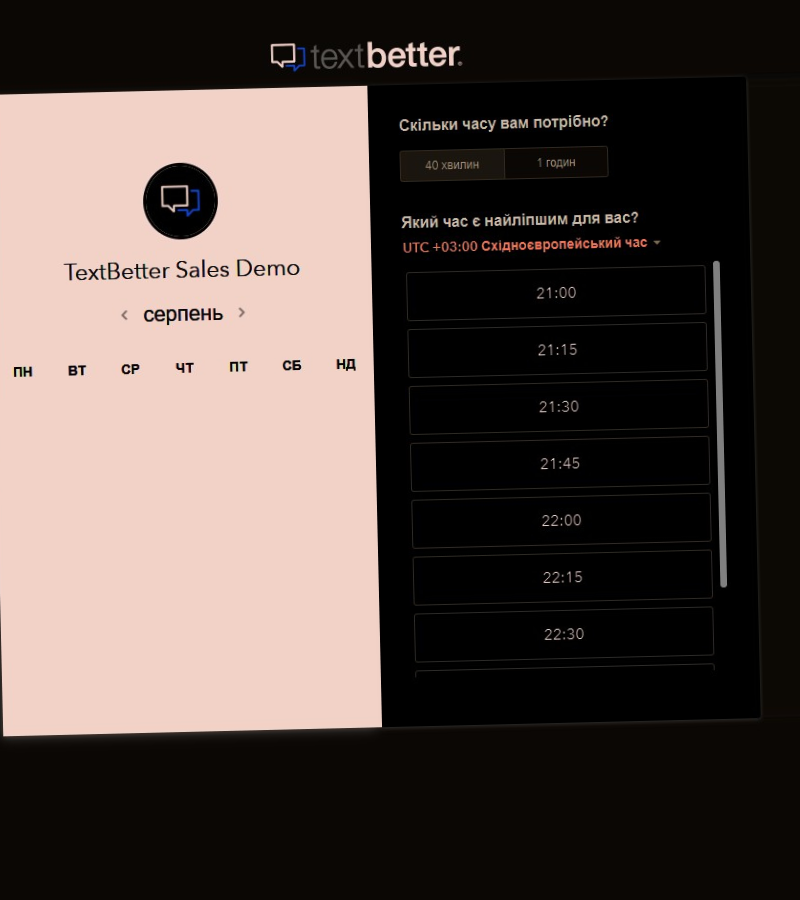 textbetter.
TextBetter Sales Demo
серпень
ПН ВТ СР ЧТ ПТ СБ НД
Скільки часу вам потрібно?
40 хвилин 1 годин
Який час є найліпшим для вас?
UTC +03:00 Східноєвропейський час
21:00
21:15
21:30
21:45
22:00
22:15
22:30